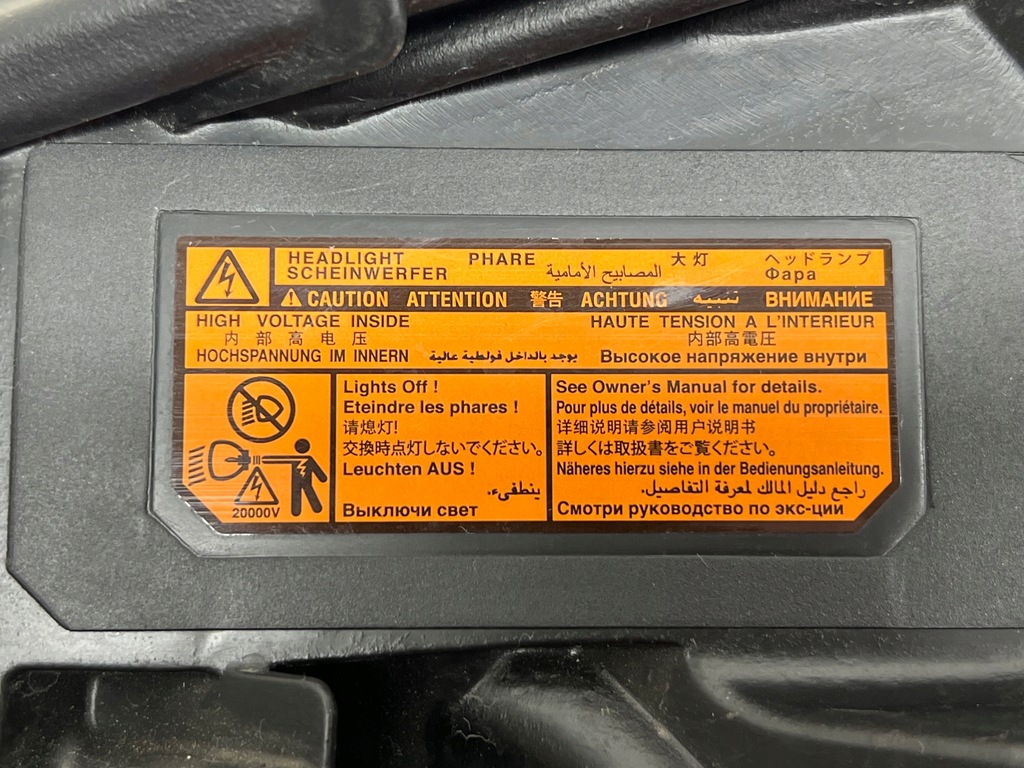 HEADLIGHT PHARE 大灯 ヘッドランプ
SCHEINWERFER المصابيح الأمامية Фара
CAUTION ATTENTION 警告 ACHTUNG تنبيه ВНИМАНИЕ
HIGH VOLTAGE INSIDE HAUTE TENSION A L'INTERIEUR
内部高电压 内部高電圧
HOCHSPANNUNG IM INNERN يوجد بالداخل فولطية عالية Высокое напряжение внутри
20000V
Lights Off !
Eteindre les phares !
请熄灯!
交換時点灯しないでください。
Leuchten AUS !
ينطفىء.
Выключи свет
See Owner's Manual for details.
Pour plus de détails, voir le manuel du propriétaire.
详细说明请参阅用户说明书
詳しくは取扱書をご覧ください。
Näheres hierzu siehe in der Bedienungsanleitung.
راجع دليل المالك لمعرفة التفاصيل.
Смотри руководство по экс-ции